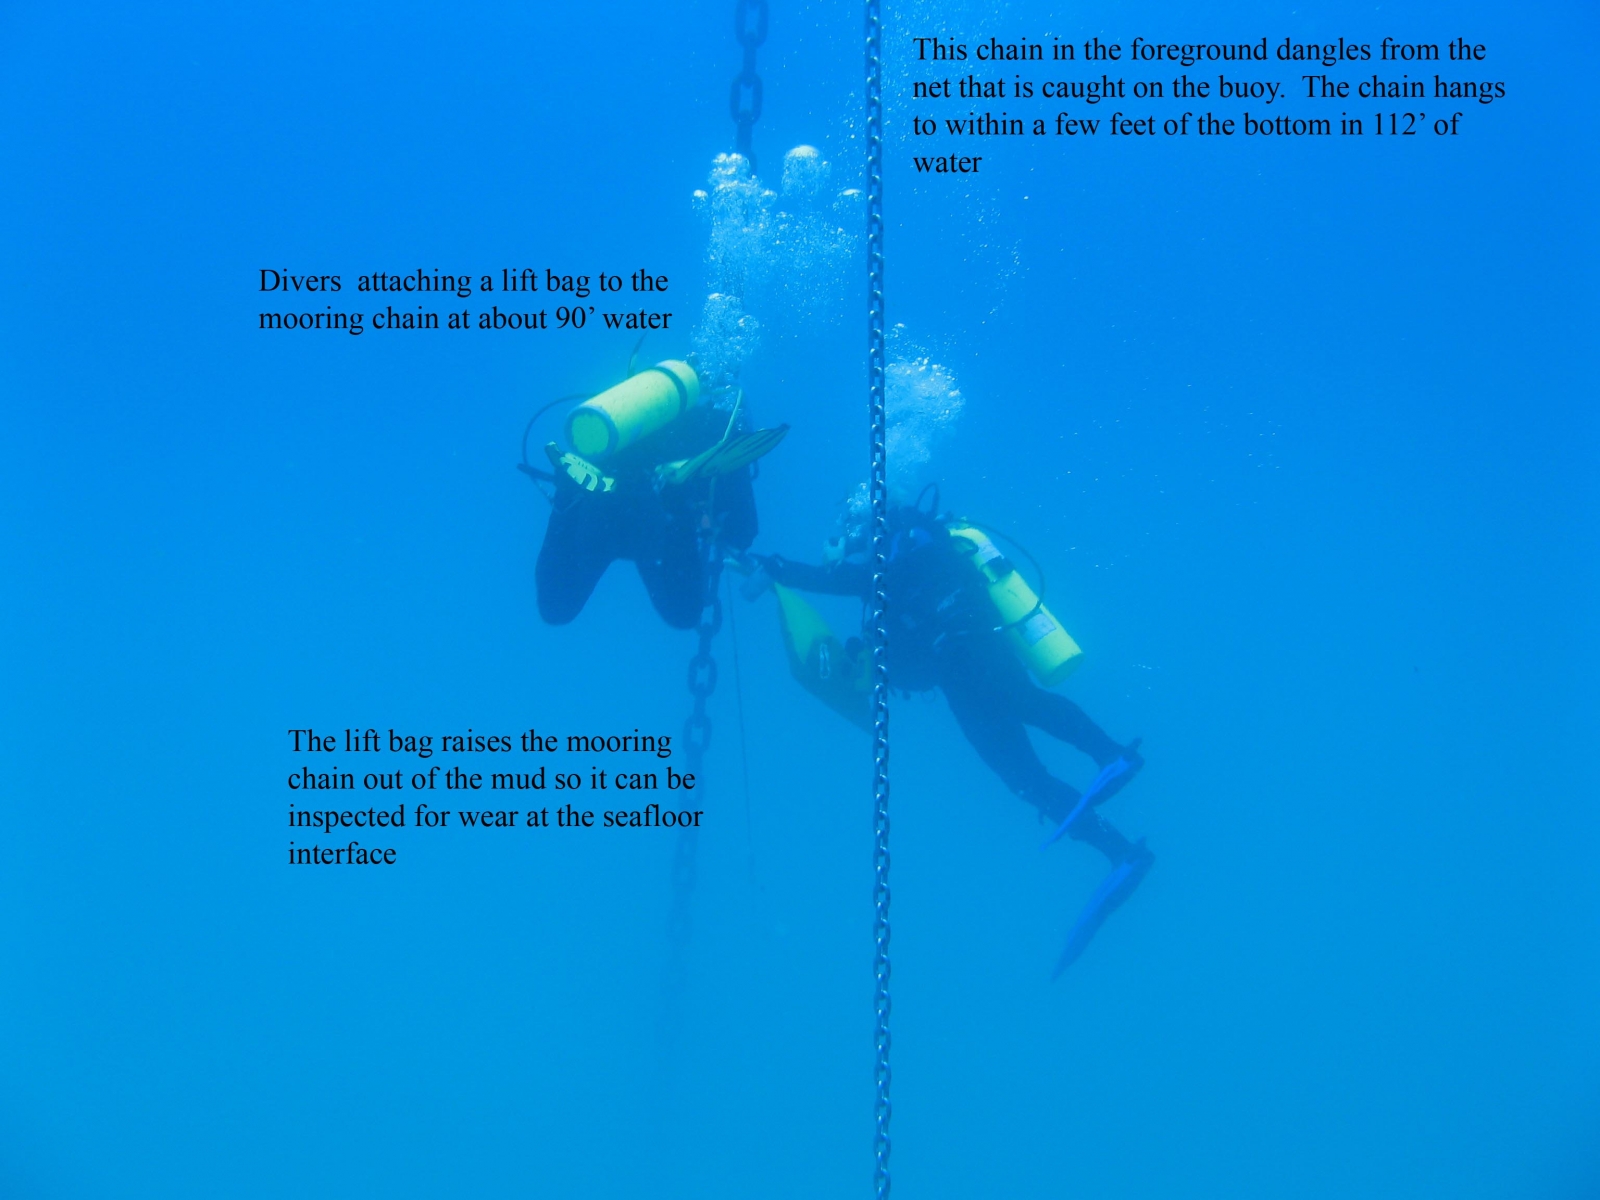 This chain in the foreground dangles from the
net that is caught on the buoy.  The chain hangs
to within a few feet of the bottom in 112’ of
water
Divers  attaching a lift bag to the
mooring chain at about 90’ water
The lift bag raises the mooring
chain out of the mud so it can be
inspected for wear at the seafloor
interface